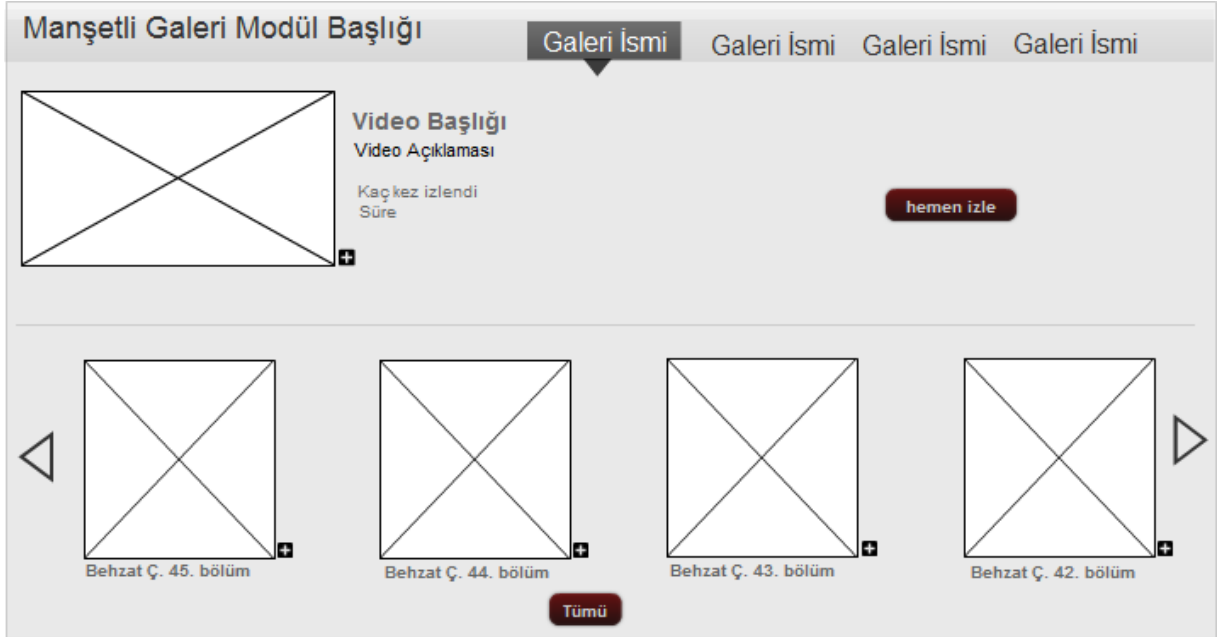 Manşetli Galeri Modül Başlığı
Galeri İsmi
Galeri İsmi
Galeri İsmi
Galeri İsmi
Video Başlığı
Video Açıklaması
Kaç kez izlendi
Süre
hemen izle
Behzat Ç. 45. bölüm
Behzat Ç. 44. bölüm
Behzat Ç. 43. bölüm
Behzat Ç. 42. bölüm
Tümü